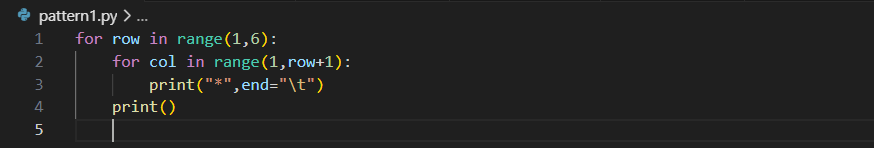 pattern1.py > ...
1 for row in range(1,6):
2     for col in range(1,row+1):
3         print("*",end="\t")
4     print()
5